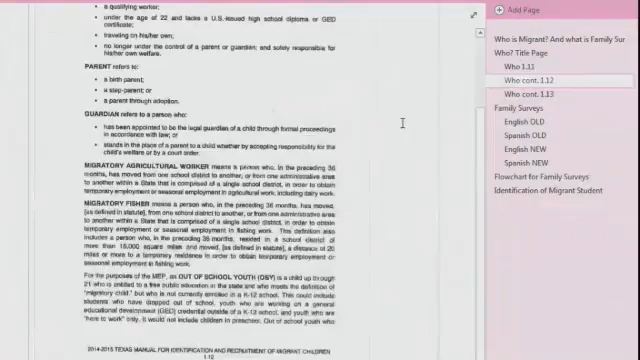 • a qualifying worker;
• under the age of 22 and lacks a U.S.-issued high school diploma or GED
certificate;
• traveling on his/her own;
• no longer under the control of a parent or guardian; and solely responsible for
his/her own welfare.
PARENT refers to:
• a birth parent;
• a step-parent; or
• a parent through adoption.
GUARDIAN refers to a person who:
• has been appointed to be the legal guardian of a child through formal proceedings
in accordance with law; or
• stands in the place of a parent to a child whether by accepting responsibility for the
child's welfare or by a court order.
MIGRATORY AGRICULTURAL WORKER means a person who, in the preceding 36
months, has moved from one school district to another, or from one administrative area
to another within a State that is comprised of a single school district, in order to obtain
temporary employment or seasonal employment in agricultural work, including dairy work.
MIGRATORY FISHER means a person who, in the preceding 36 months, has moved,
[as defined in statute], from one school district to another, or from one administrative area
to another within a State that is comprised of a single school district, in order to obtain
temporary employment or seasonal employment in fishing work. This definition also
includes a person who, in the preceding 36 months, resided in a school district of
more than 15,000 square miles and moved, [as defined in statute], a distance of 20
miles or more to a temporary residence in order to obtain temporary employment or
seasonal employment in fishing work.
For the purposes of the MEP, an OUT OF SCHOOL YOUTH (OSY) is a child up through
21 who is entitled to a free public education in the state and who meets the definition of
"migratory child," but who is not currently enrolled in a K-12 school. This could include
students who have dropped out of school, youth who are working on a general
educational development (GED) credential outside of a K-12 school, and youth who are
"here to work" only. It would not include children in preschool. Out of school youth who
2014-2015 TEXAS MANUAL FOR IDENTIFICATION AND RECRUITMENT OF MIGRANT CHILDREN
1.12
Add Page
Who is Migrant? And what is Family Sur
Who? Title Page
Who 1.11
Who cont. 1.12
Who cont. 1.13
Family Surveys
English OLD
Spanish OLD
English NEW
Spanish NEW
Flowchart for Family Surveys
Identification of Migrant Student